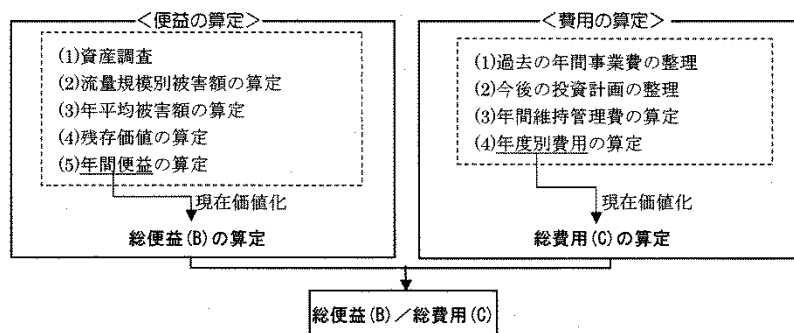 <便益の算定>
(1)資産調査
(2)流量規模別被害額の算定
(3)年平均被害額の算定
(4)残存価値の算定
(5)年間便益の算定
現在価値化
総便益(B)の算定
<費用の算定>
(1)過去の年間事業費の整理
(2)今後の投資計画の整理
(3)年間維持管理費の算定
(4)年度別費用の算定
現在価値化
総費用(C)の算定
総便益(B)／総費用(C)